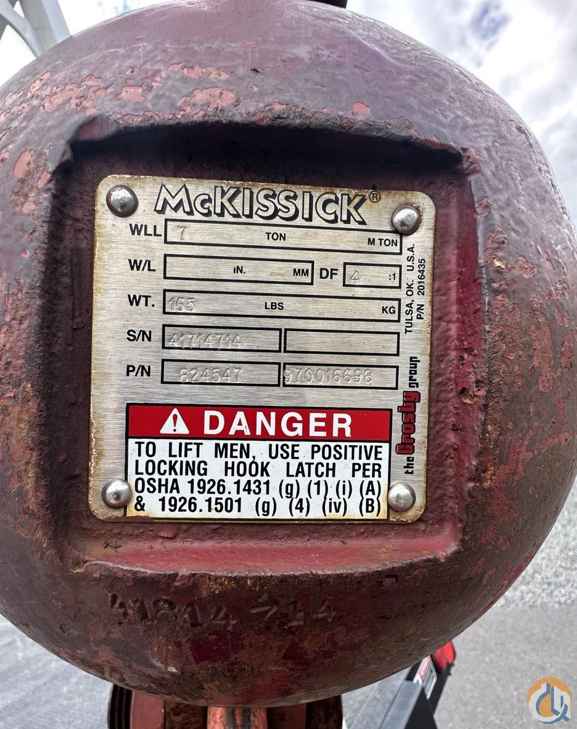 McKISSICK®
WLL 7 TON M TON
W/L IN. MM DF 4 :1
WT. 155 LBS KG
S/N
P/N 824547
TULSA, OK. U.S.A.
P/N 2016435
the Crosby group
DANGER
TO LIFT MEN, USE POSITIVE
LOCKING HOOK LATCH PER
OSHA 1926.1431 (g) (1) (i) (A)
& 1926.1501 (g) (4) (iv) (B)